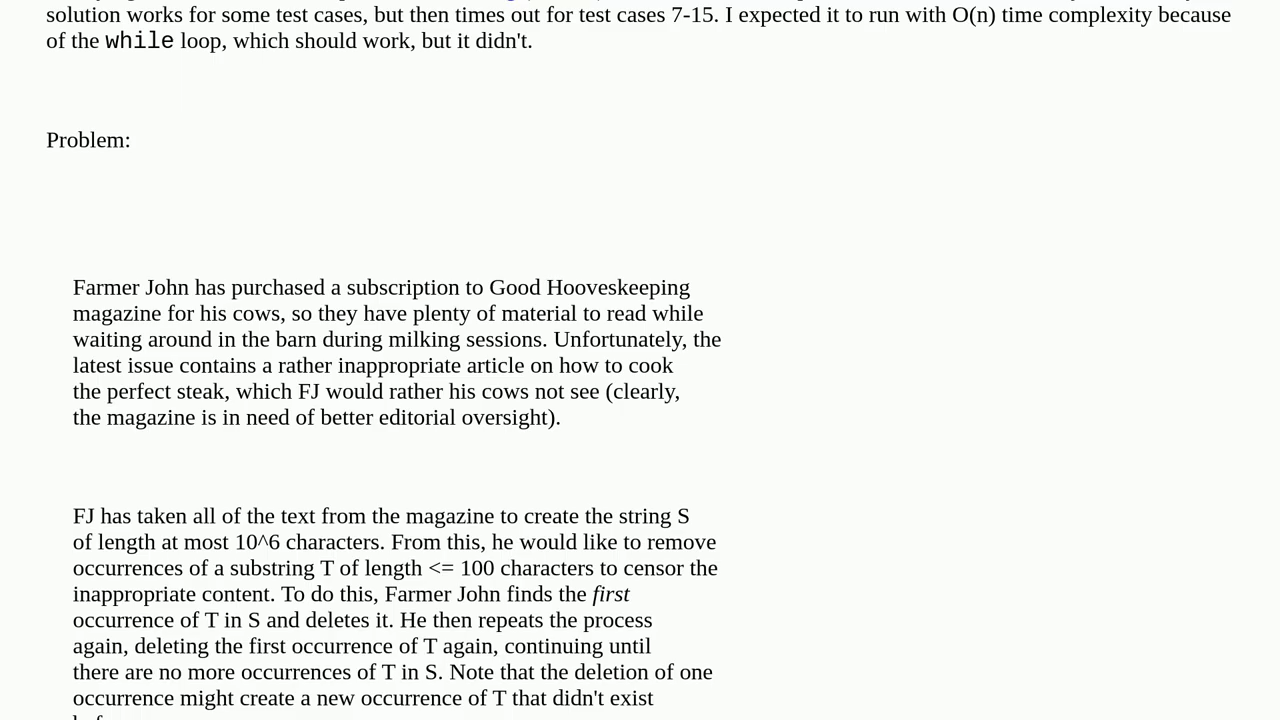 solution works for some test cases, but then times out for test cases 7-15. I expected it to run with O(n) time complexity because
of the while loop, which should work, but it didn't.
Problem:
Farmer John has purchased a subscription to Good Hooveskeeping
magazine for his cows, so they have plenty of material to read while
waiting around in the barn during milking sessions. Unfortunately, the
latest issue contains a rather inappropriate article on how to cook
the perfect steak, which FJ would rather his cows not see (clearly,
the magazine is in need of better editorial oversight).
FJ has taken all of the text from the magazine to create the string S
of length at most 10^6 characters. From this, he would like to remove
occurrences of a substring T of length <= 100 characters to censor the
inappropriate content. To do this, Farmer John finds the first
occurrence of T in S and deletes it. He then repeats the process
again, deleting the first occurrence of T again, continuing until
there are no more occurrences of T in S. Note that the deletion of one
occurrence might create a new occurrence of T that didn't exist